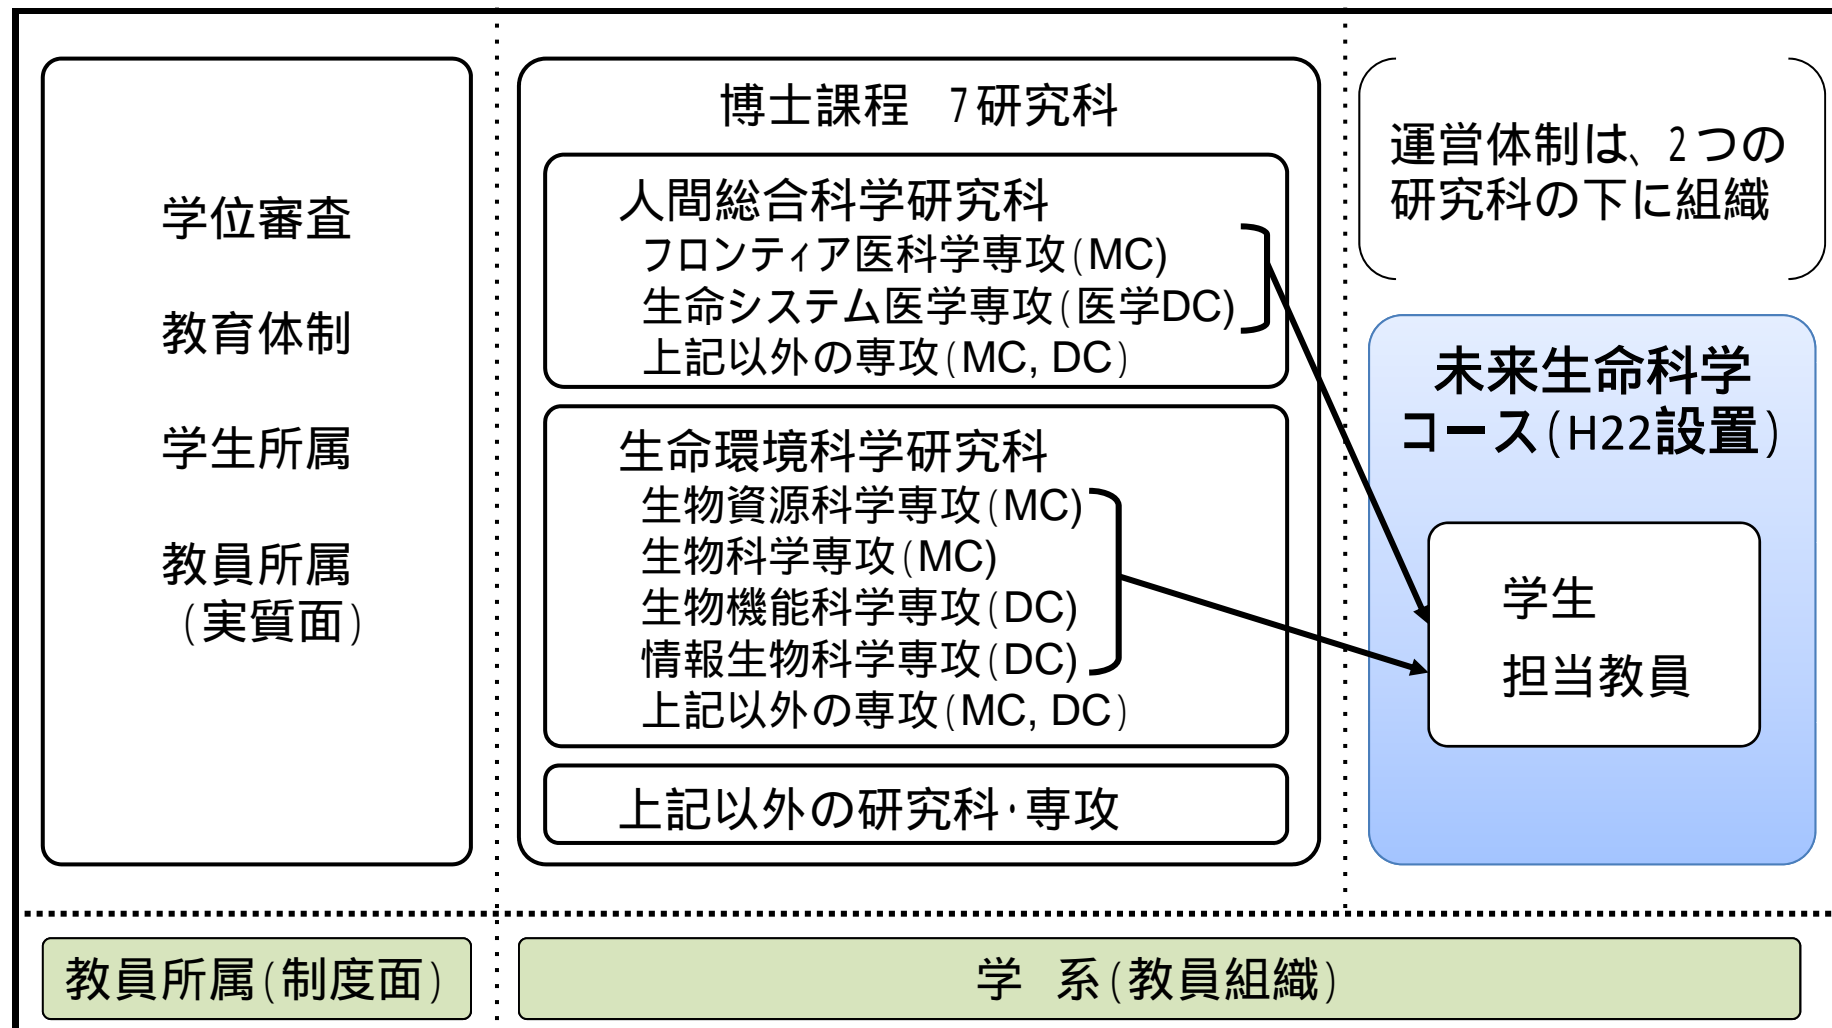 学位審査
教育体制
学生所属
教員所属
(実質面)
博士課程 7研究科
人間総合科学研究科
フロンティア医科学専攻(MC)
生命システム医学専攻(医学DC)
上記以外の専攻(MC, DC)
生命環境科学研究科
生物資源科学専攻(MC)
生物科学専攻(MC)
生物機能科学専攻(DC)
情報生物科学専攻(DC)
上記以外の専攻(MC, DC)
上記以外の研究科・専攻
運営体制は、2つの
研究科の下に組織
未来生命科学
コース(H22設置)
学生
担当教員
教員所属(制度面)
学 系(教員組織)